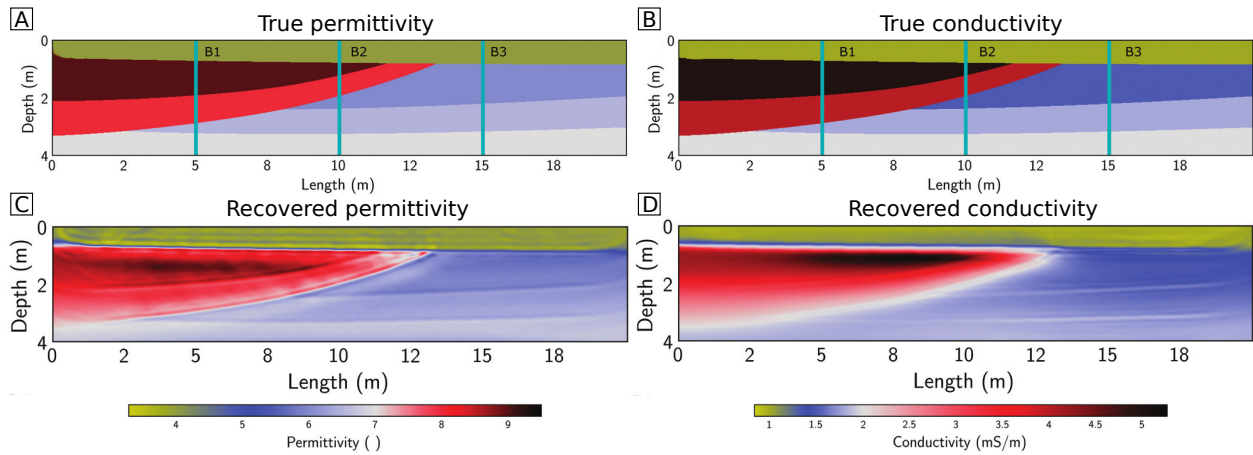 A True permittivity
B1 B2 B3
0
2
4
Depth (m)
0 2 5 8 10 12 15 18
Length (m)
B True conductivity
B1 B2 B3
0
2
4
Depth (m)
0 2 5 8 10 12 15 18
Length (m)
C Recovered permittivity
0
2
4
Depth (m)
0 2 5 8 10 12 15 18
Length (m)
D Recovered conductivity
0
2
4
Depth (m)
0 2 5 8 10 12 15 18
Length (m)
4 5 6 7 8 9
Permittivity ( )
1 1.5 2 2.5 3 3.5 4 4.5 5
Conductivity (mS/m)